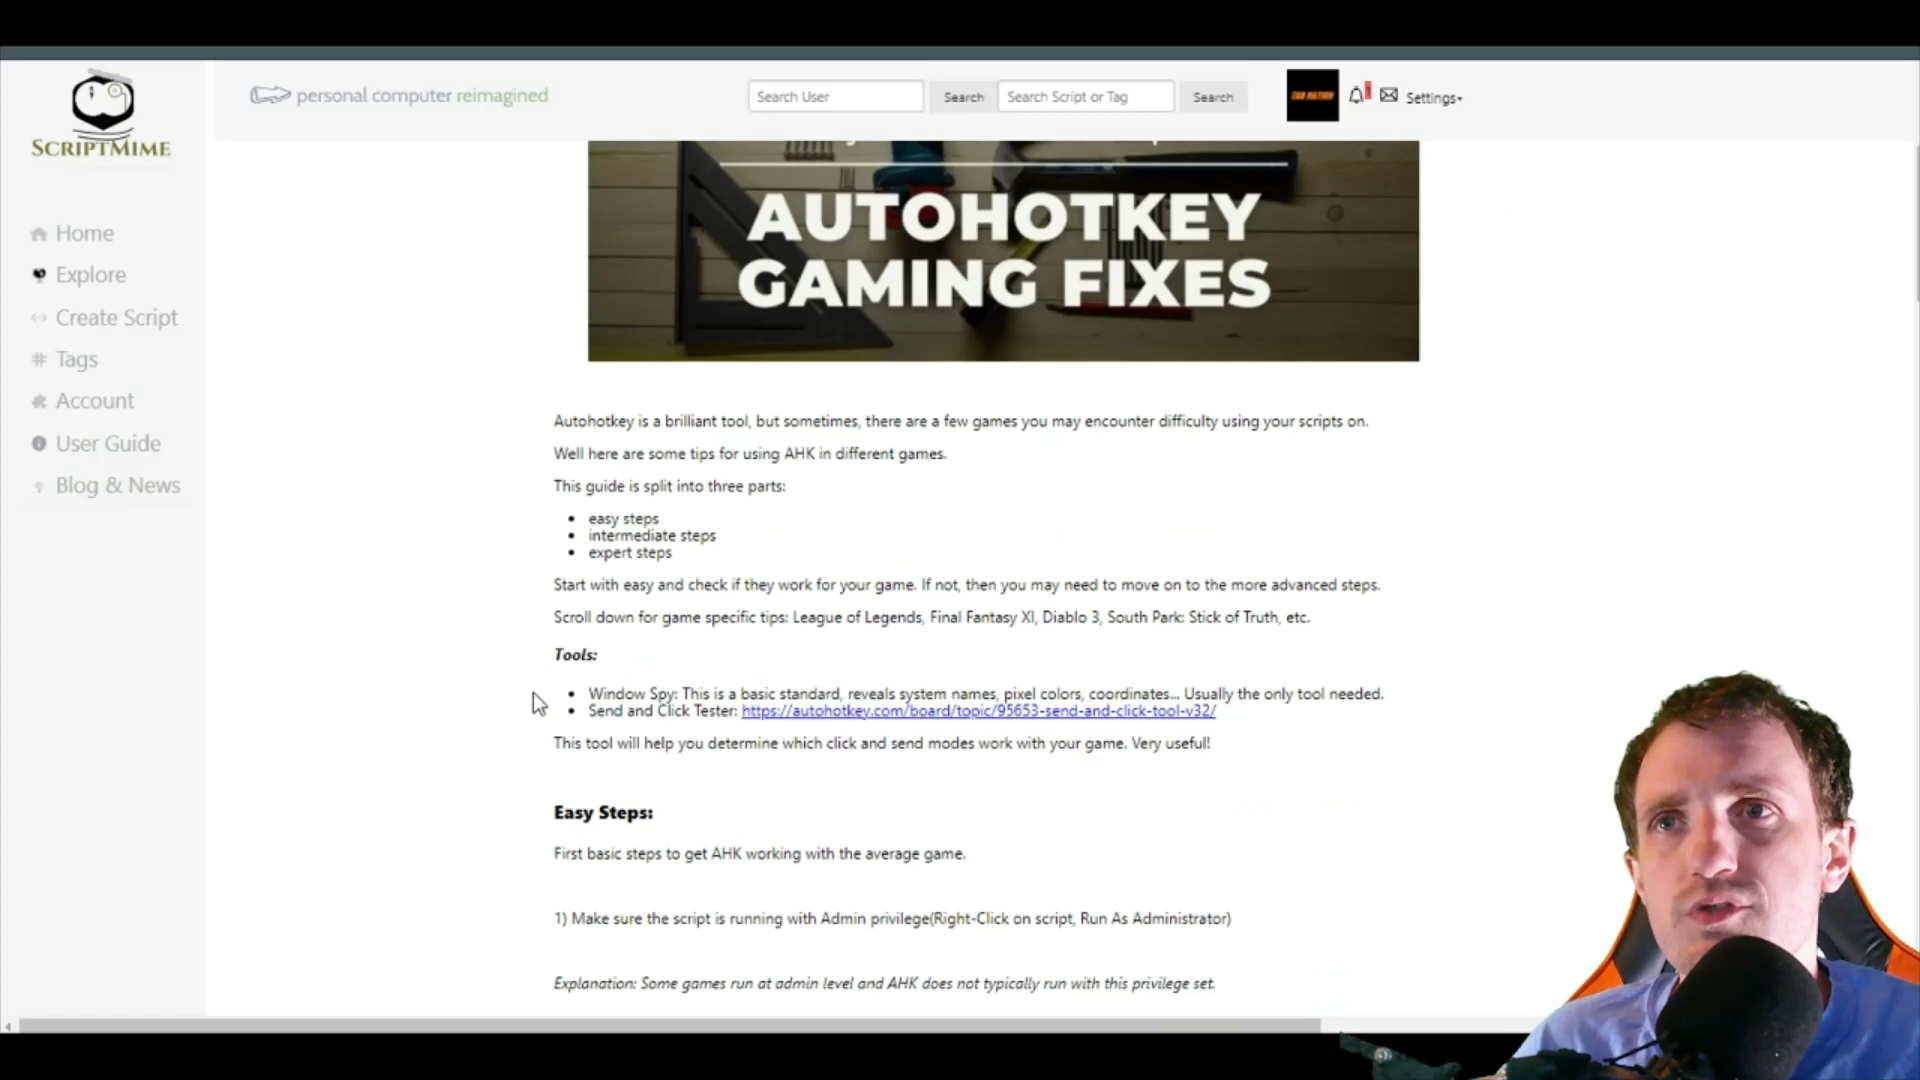 SCRIPTMIME
personal computer reimagined
Search User
Search
Search Script or Tag
Search
Settings
Home
Explore
Create Script
Tags
Account
User Guide
Blog & News
AUTOHOTKEY
GAMING FIXES
Autohotkey is a brilliant tool, but sometimes, there are a few games you may encounter difficulty using your scripts on.
Well here are some tips for using AHK in different games.
This guide is split into three parts:
• easy steps
• intermediate steps
• expert steps
Start with easy and check if they work for your game. If not, then you may need to move on to the more advanced steps.
Scroll down for game specific tips: League of Legends, Final Fantasy XI, Diablo 3, South Park: Stick of Truth, etc.
Tools:
• Window Spy: This is a basic standard, reveals system names, pixel colors, coordinates... Usually the only tool needed.
• Send and Click Tester: https://autohotkey.com/board/topic/95653-send-and-click-tool-v32/
This tool will help you determine which click and send modes work with your game. Very useful!
Easy Steps:
First basic steps to get AHK working with the average game.
1) Make sure the script is running with Admin privilege(Right-Click on script, Run As Administrator)
Explanation: Some games run at admin level and AHK does not typically run with this privilege set.